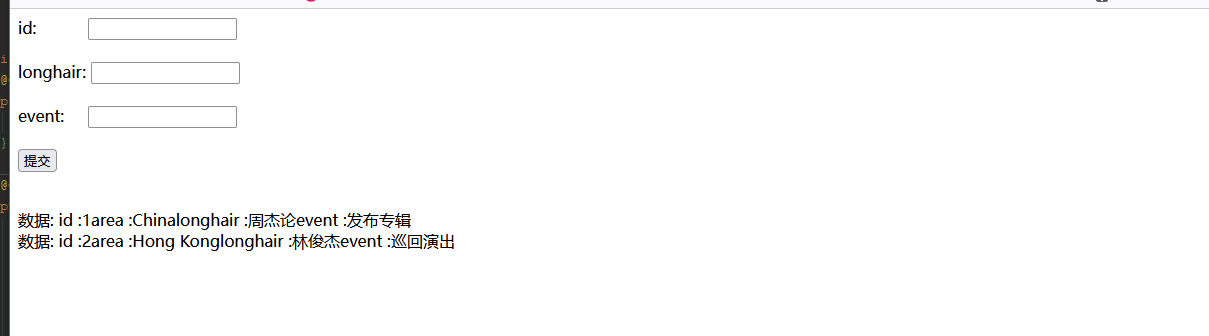 id:
longhair:
event:
提交
数据: id :1area :Chinalonghair :周杰论event :发布专辑
数据: id :2area :Hong Konglonghair :林俊杰event :巡回演出